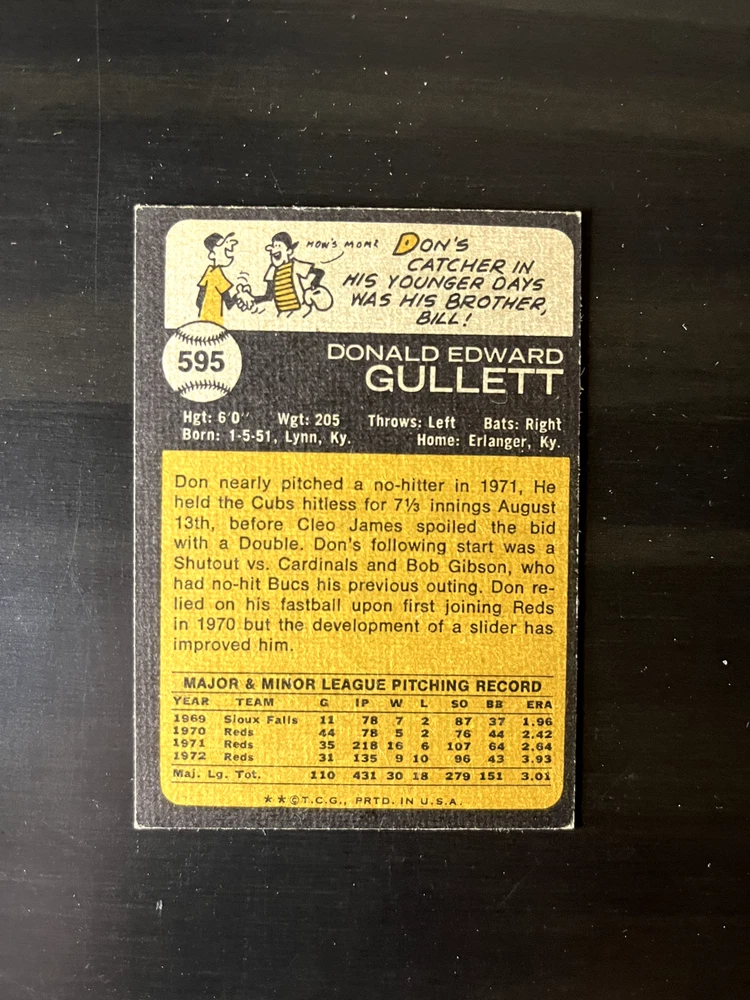 HOW'S MOM?
DON'S
CATCHER IN
HIS YOUNGER DAYS
WAS HIS BROTHER,
BILL!
595
DONALD EDWARD
GULLETT
Hgt: 6'0" Wgt: 205 Throws: Left Bats: Right
Born: 1-5-51, Lynn, Ky. Home: Erlanger, Ky.
Don nearly pitched a no-hitter in 1971, He
held the Cubs hitless for 7⅓ innings August
13th, before Cleo James spoiled the bid
with a Double. Don's following start was a
Shutout vs. Cardinals and Bob Gibson, who
had no-hit Bucs his previous outing. Don re-
lied on his fastball upon first joining Reds
in 1970 but the development of a slider has
improved him.
MAJOR & MINOR LEAGUE PITCHING RECORD
YEAR TEAM G IP W L SO BB ERA
1969 Sioux Falls 11 78 7 2 87 37 1.96
1970 Reds 44 78 5 2 76 44 2.42
1971 Reds 35 218 16 6 107 64 2.64
1972 Reds 31 135 9 10 96 43 3.93
Maj. Lg. Tot. 110 431 30 18 279 151 3.01
**©T.C.G., PRTD. IN U.S.A.